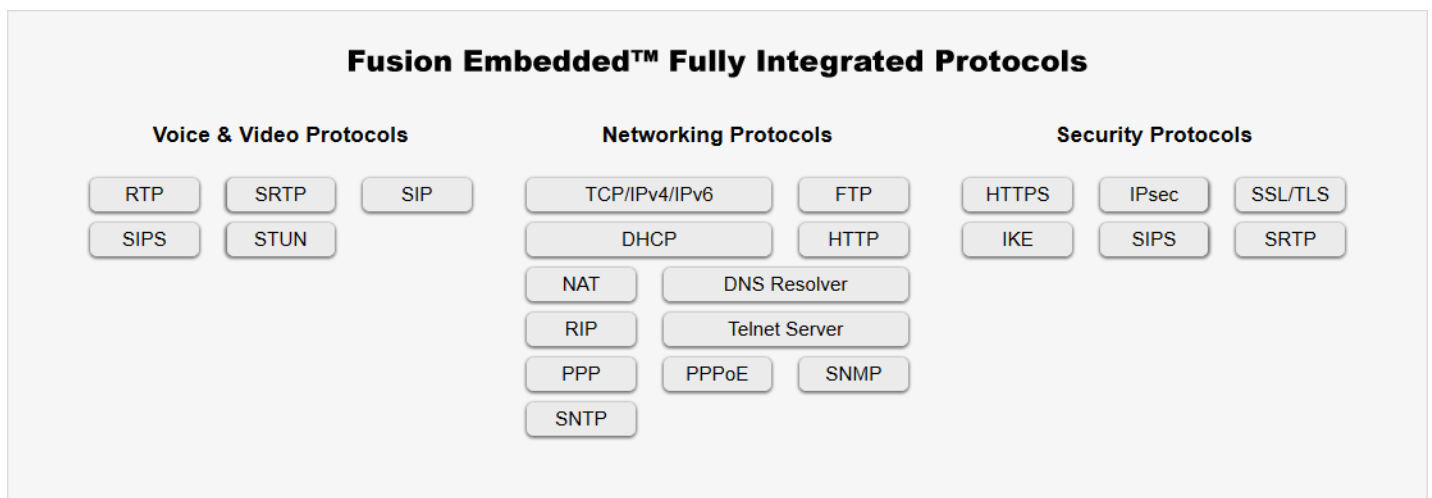 Fusion Embedded™ Fully Integrated Protocols
Voice & Video Protocols
RTP SRTP SIP
SIPS STUN
Networking Protocols
TCP/IPv4/IPv6 FTP
DHCP HTTP
NAT DNS Resolver
RIP Telnet Server
PPP PPPoE SNMP
SNTP
Security Protocols
HTTPS IPsec SSL/TLS
IKE SIPS SRTP